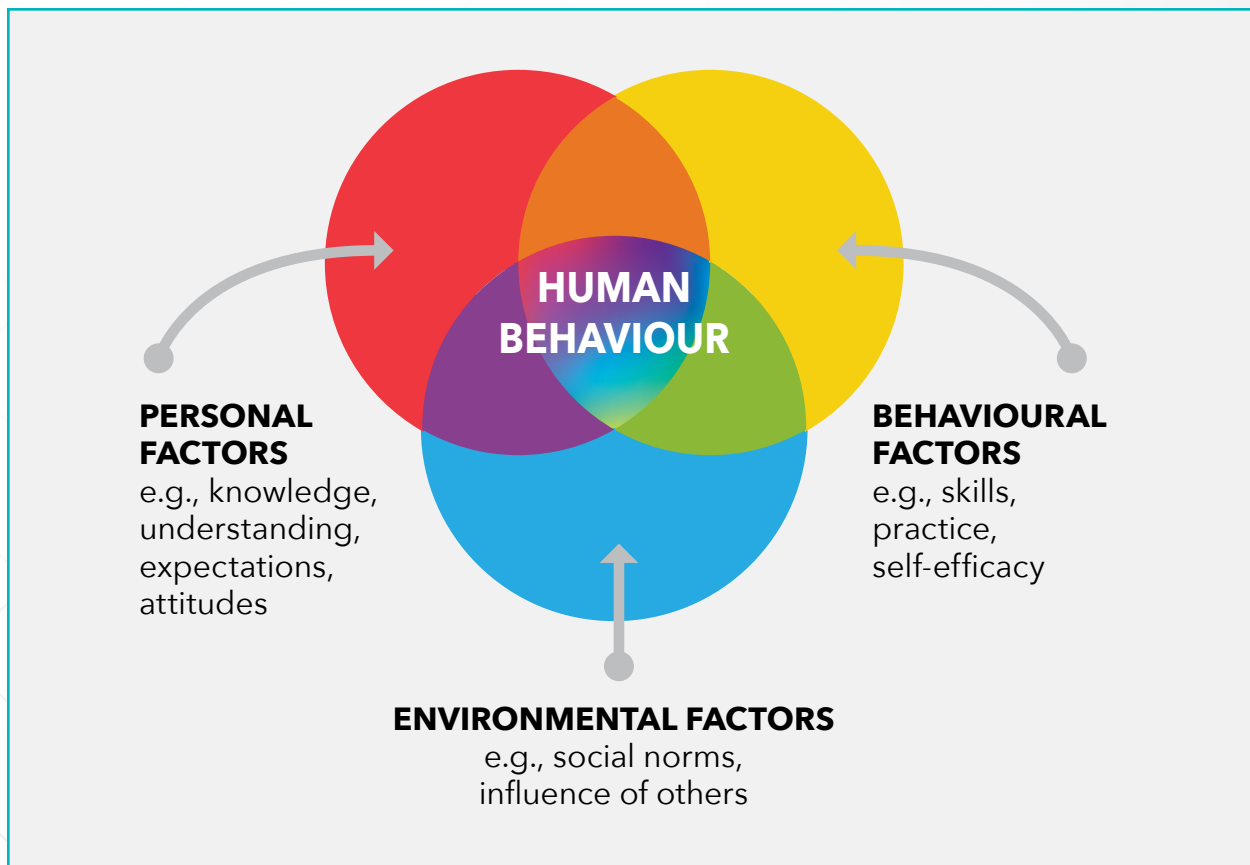 HUMAN
BEHAVIOUR
PERSONAL
FACTORS
e.g., knowledge,
understanding,
expectations,
attitudes
BEHAVIOURAL
FACTORS
e.g., skills,
practice,
self-efficacy
ENVIRONMENTAL FACTORS
e.g., social norms,
influence of others